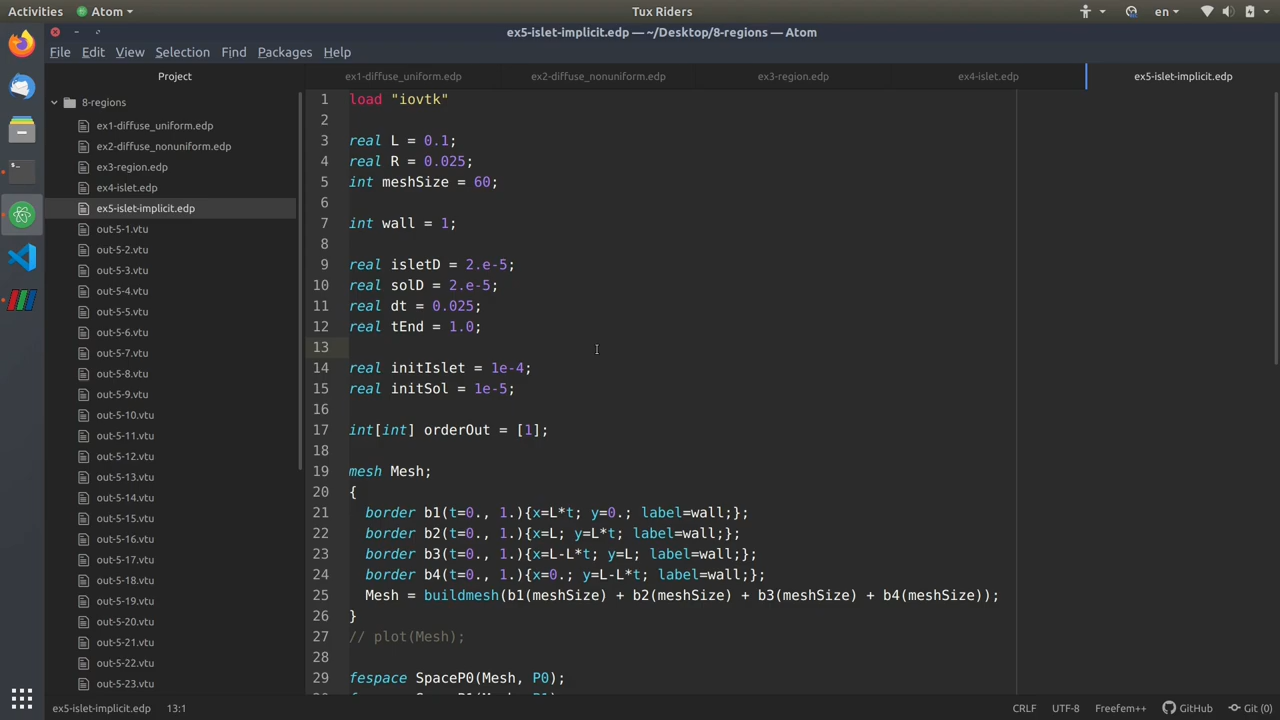 Activities
Atom
Tux Riders
en
ex5-islet-implicit.edp — ~/Desktop/8-regions — Atom
File Edit View Selection Find Packages Help
Project
ex1-diffuse_uniform.edp
ex2-diffuse_nonuniform.edp
ex3-region.edp
ex4-islet.edp
ex5-islet-implicit.edp
8-regions
ex1-diffuse_uniform.edp
ex2-diffuse_nonuniform.edp
ex3-region.edp
ex4-islet.edp
ex5-islet-implicit.edp
out-5-1.vtu
out-5-2.vtu
out-5-3.vtu
out-5-4.vtu
out-5-5.vtu
out-5-6.vtu
out-5-7.vtu
out-5-8.vtu
out-5-9.vtu
out-5-10.vtu
out-5-11.vtu
out-5-12.vtu
out-5-13.vtu
out-5-14.vtu
out-5-15.vtu
out-5-16.vtu
out-5-17.vtu
out-5-18.vtu
out-5-19.vtu
out-5-20.vtu
out-5-21.vtu
out-5-22.vtu
out-5-23.vtu
1 load "iovtk"
2
3 real L = 0.1;
4 real R = 0.025;
5 int meshSize = 60;
6
7 int wall = 1;
8
9 real isletD = 2.e-5;
10 real solD = 2.e-5;
11 real dt = 0.025;
12 real tEnd = 1.0;
13
14 real initIslet = 1e-4;
15 real initSol = 1e-5;
16
17 int[int] orderOut = [1];
18
19 mesh Mesh;
20 {
21 border b1(t=0., 1.){x=L*t; y=0.; label=wall;};
22 border b2(t=0., 1.){x=L; y=L*t; label=wall;};
23 border b3(t=0., 1.){x=L-L*t; y=L; label=wall;};
24 border b4(t=0., 1.){x=0.; y=L-L*t; label=wall;};
25 Mesh = buildmesh(b1(meshSize) + b2(meshSize) + b3(meshSize) + b4(meshSize));
26 }
27 // plot(Mesh);
28
29 fespace SpaceP0(Mesh, P0);
ex5-islet-implicit.edp 13:1
CRLF UTF-8 Freefem++ GitHub Git (0)